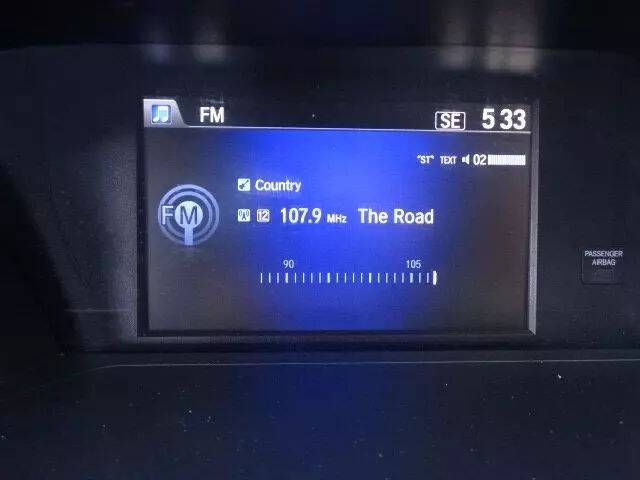 FM SE 5 33
"ST" TEXT 02
Country
FM 12 107.9 MHz The Road
90 105
PASSENGER
AIRBAG